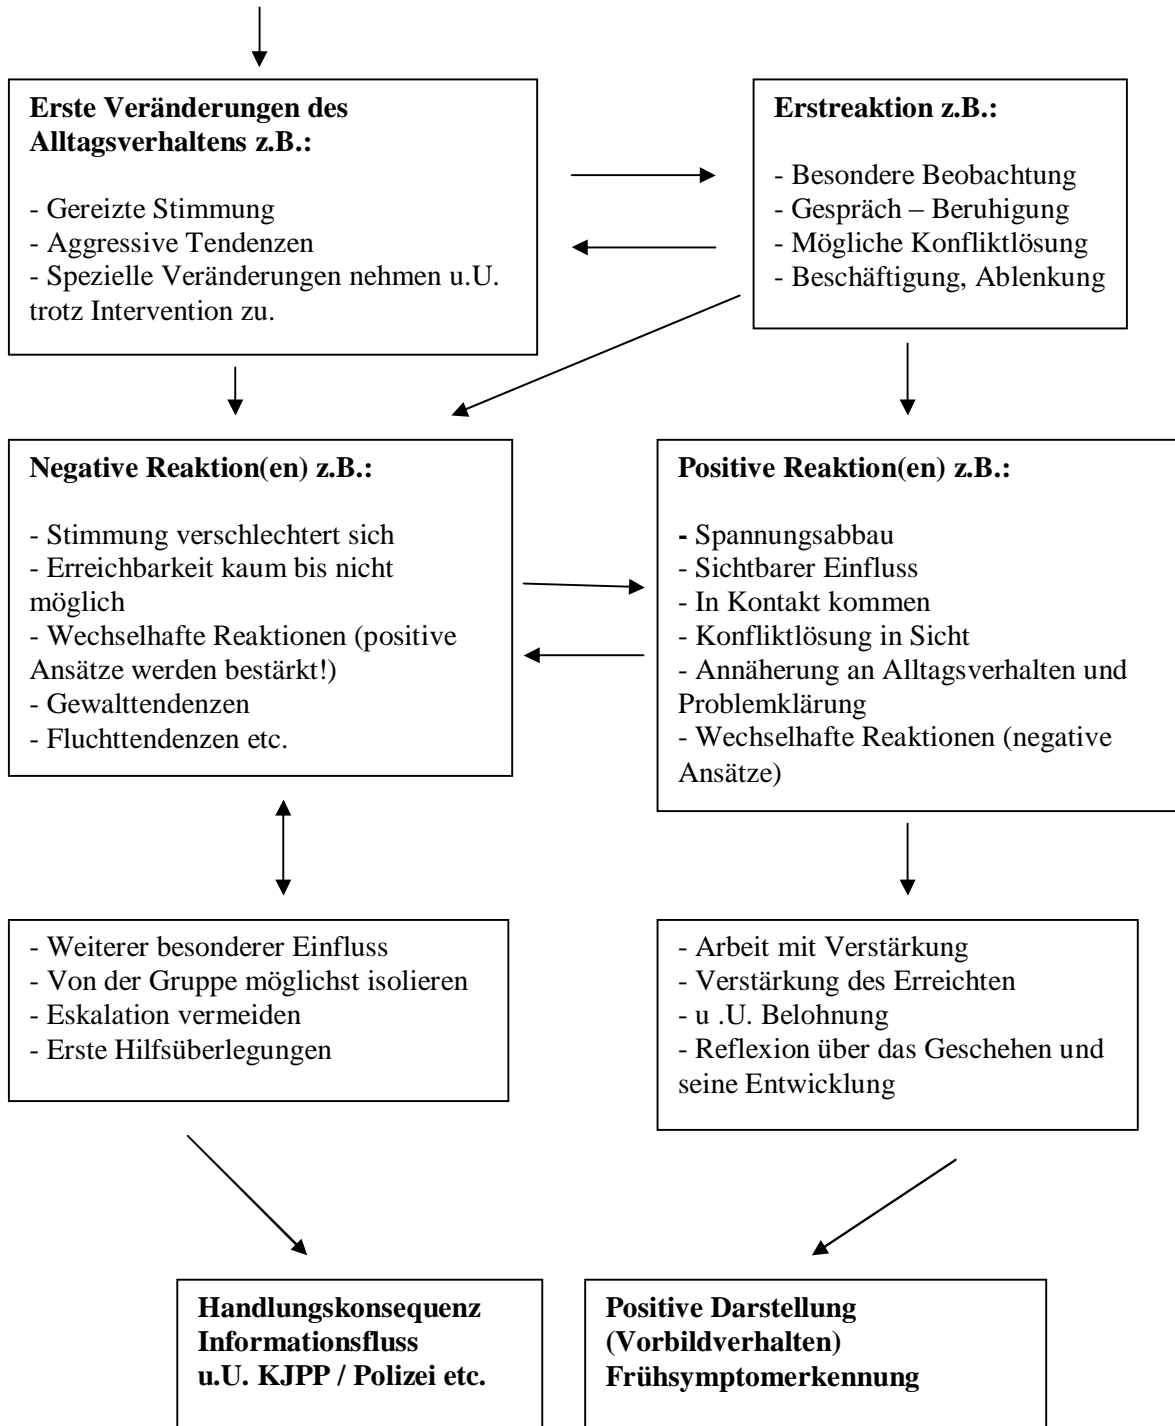 Erste Veränderungen des
Alltagsverhaltens z.B.:
- Gereizte Stimmung
- Aggressive Tendenzen
- Spezielle Veränderungen nehmen u.U.
trotz Intervention zu.
Erstreaktion z.B.:
- Besondere Beobachtung
- Gespräch – Beruhigung
- Mögliche Konfliktlösung
- Beschäftigung, Ablenkung
Negative Reaktion(en) z.B.:
- Stimmung verschlechtert sich
- Erreichbarkeit kaum bis nicht
möglich
- Wechselhafte Reaktionen (positive
Ansätze werden bestärkt!)
- Gewalttendenzen
- Fluchttendenzen etc.
Positive Reaktion(en) z.B.:
- Spannungsabbau
- Sichtbarer Einfluss
- In Kontakt kommen
- Konfliktlösung in Sicht
- Annäherung an Alltagsverhalten und
Problemklärung
- Wechselhafte Reaktionen (negative
Ansätze)
- Weiterer besonderer Einfluss
- Von der Gruppe möglichst isolieren
- Eskalation vermeiden
- Erste Hilfsüberlegungen
- Arbeit mit Verstärkung
- Verstärkung des Erreichten
- u .U. Belohnung
- Reflexion über das Geschehen und
seine Entwicklung
Handlungskonsequenz
Informationsfluss
u.U. KJPP / Polizei etc.
Positive Darstellung
(Vorbildverhalten)
Frühsymptomerkennung